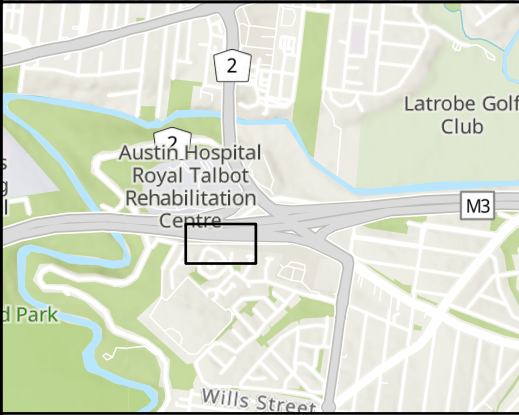 2
Latrobe Golf
Club
2
Austin Hospital
Royal Talbot
Rehabilitation
Centre
M3
d Park
Wills Street